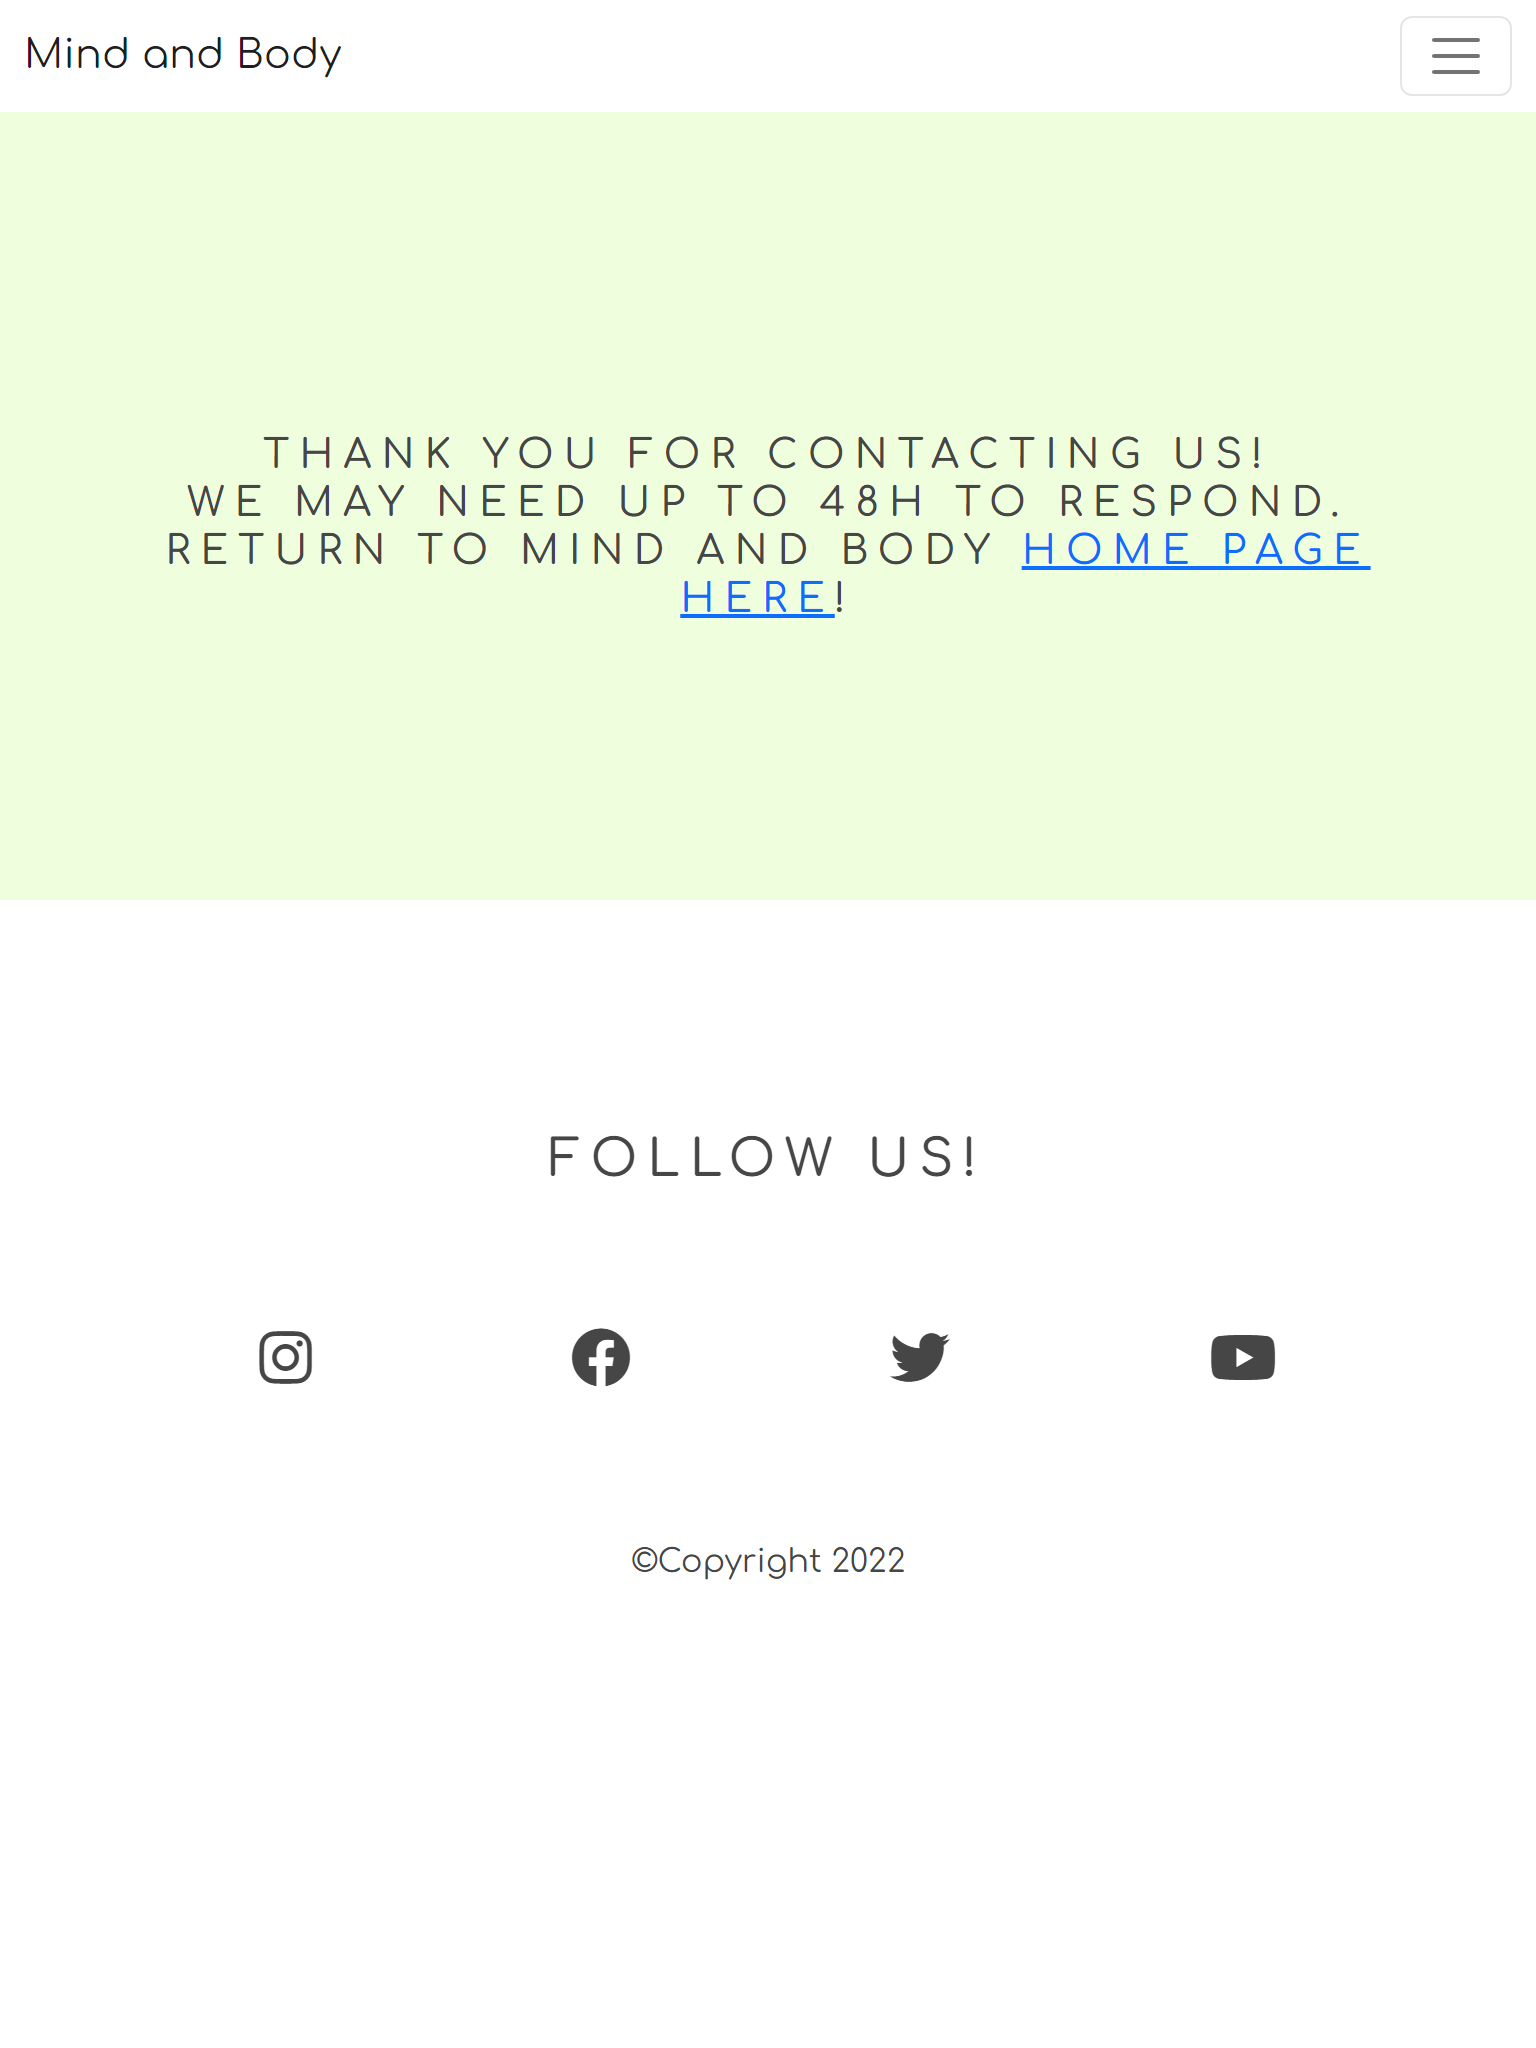 Mind and Body
THANK YOU FOR CONTACTING US!
WE MAY NEED UP TO 48H TO RESPOND.
RETURN TO MIND AND BODY HOME PAGE
HERE!
FOLLOW US!
©Copyright 2022